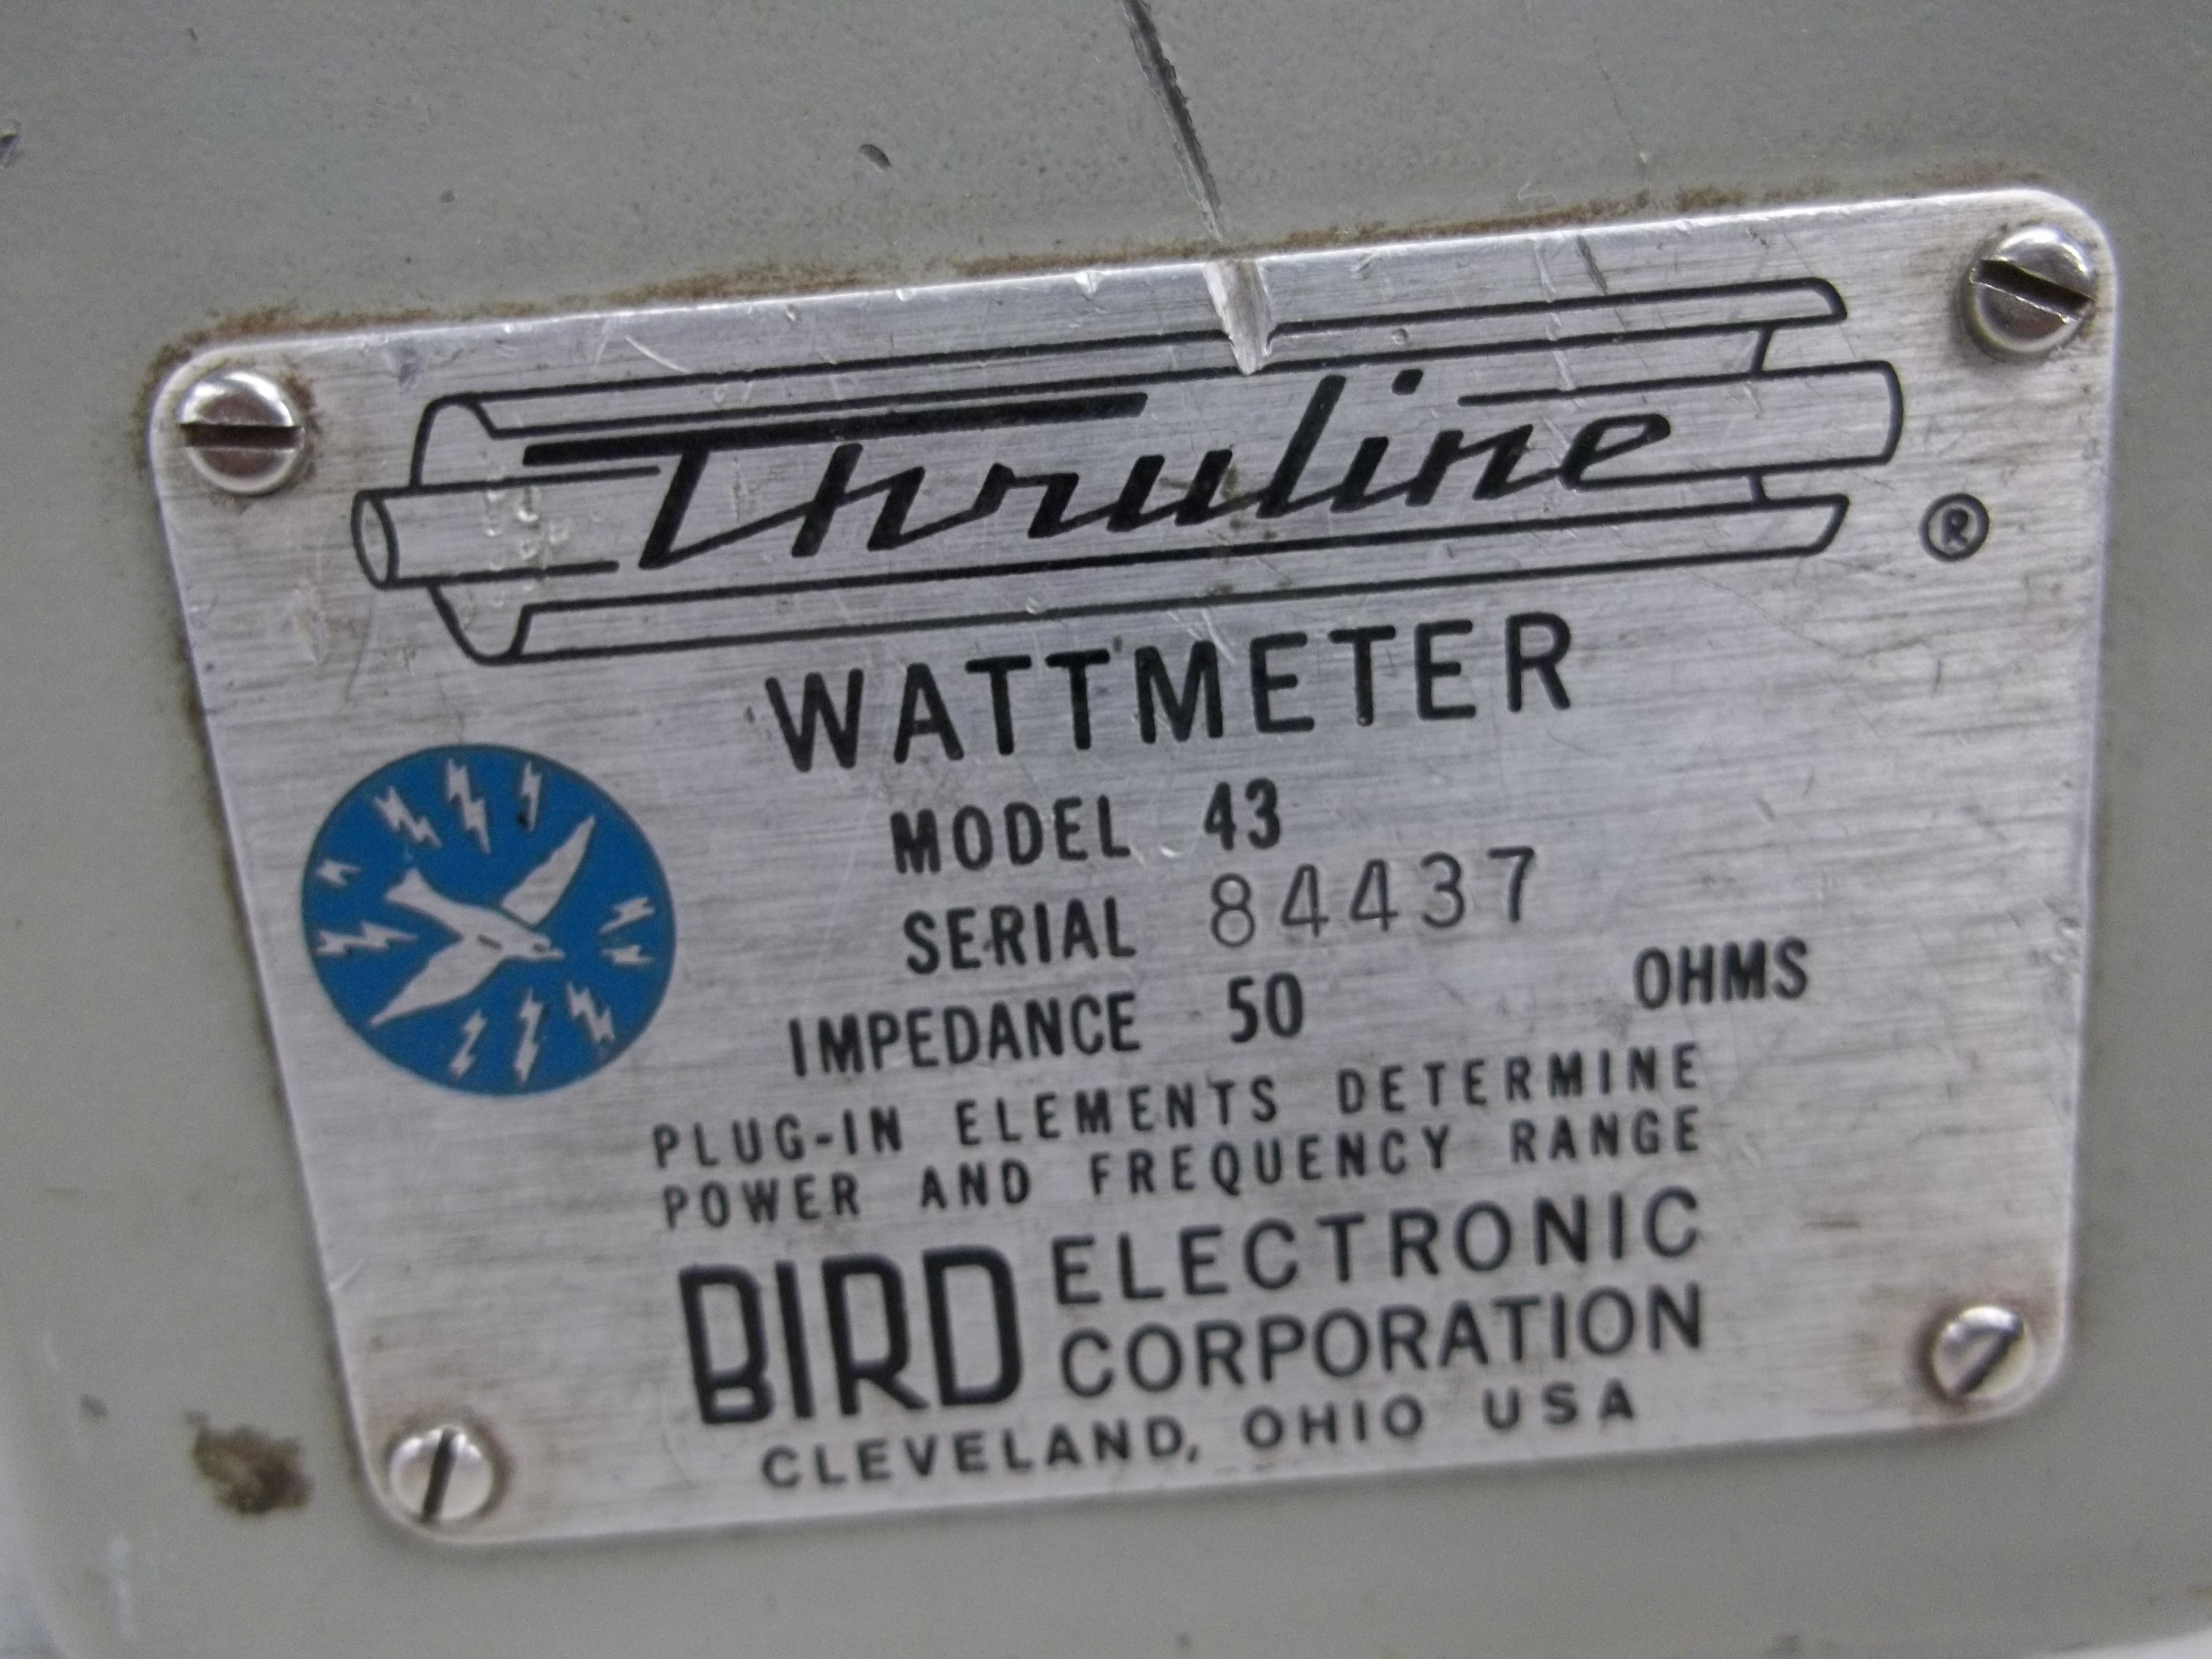 Thruline ®
WATTMETER
MODEL 43
SERIAL 84437
IMPEDANCE 50 OHMS
PLUG-IN ELEMENTS DETERMINE
POWER AND FREQUENCY RANGE
BIRD ELECTRONIC
CORPORATION
CLEVELAND, OHIO USA